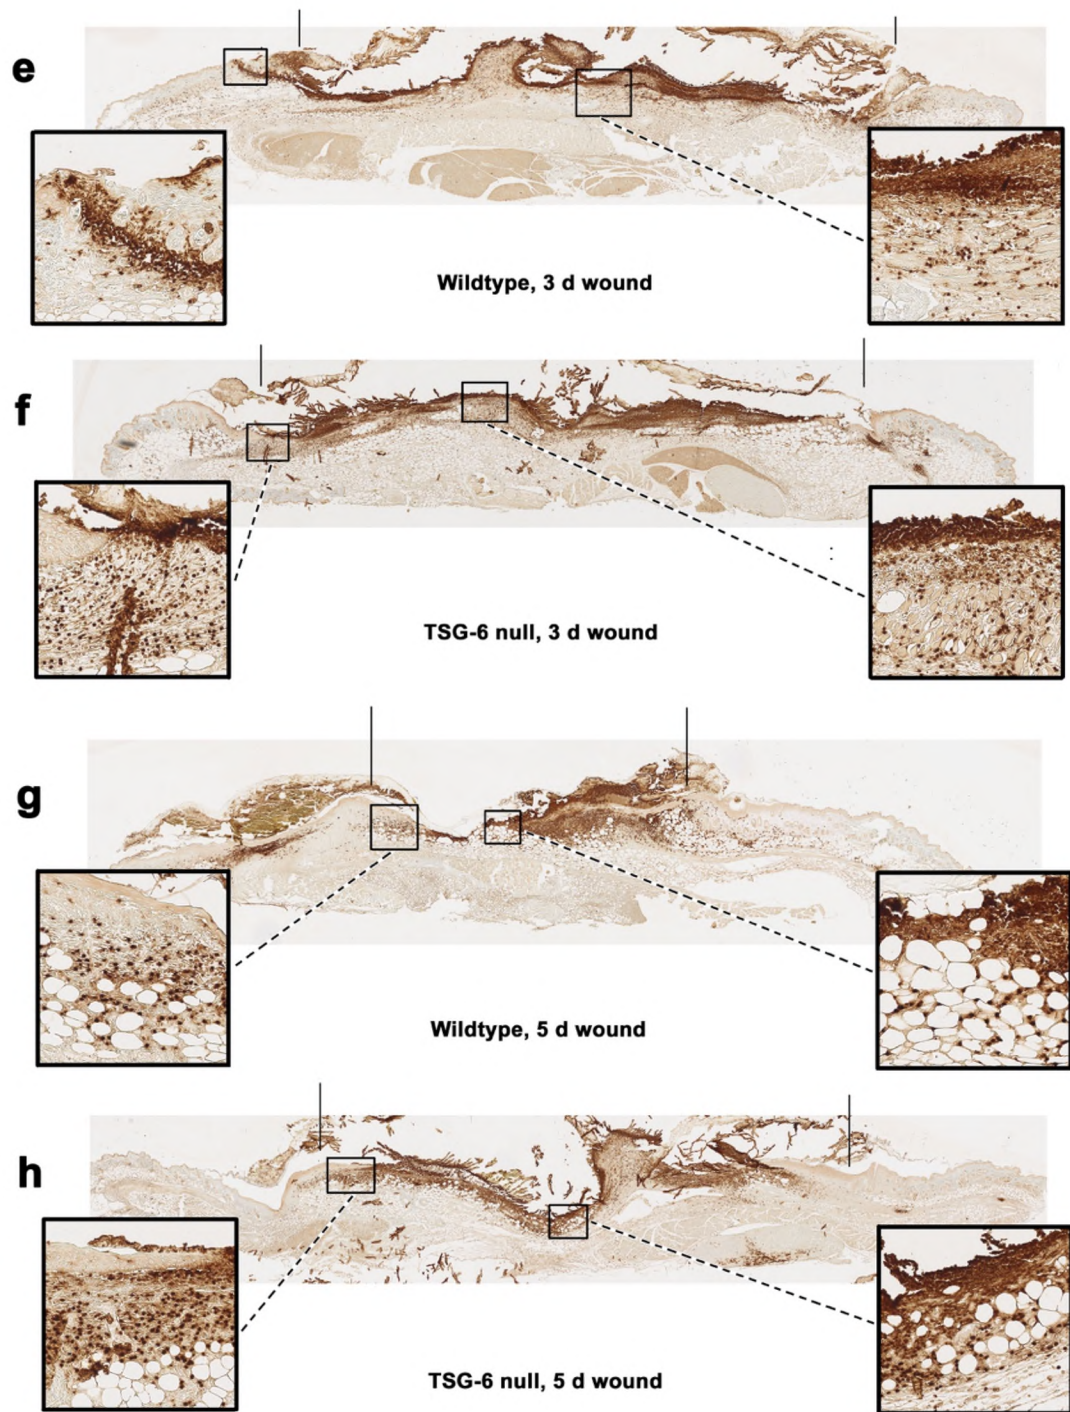 e
Wildtype, 3 d wound
f
TSG-6 null, 3 d wound
g
Wildtype, 5 d wound
h
TSG-6 null, 5 d wound